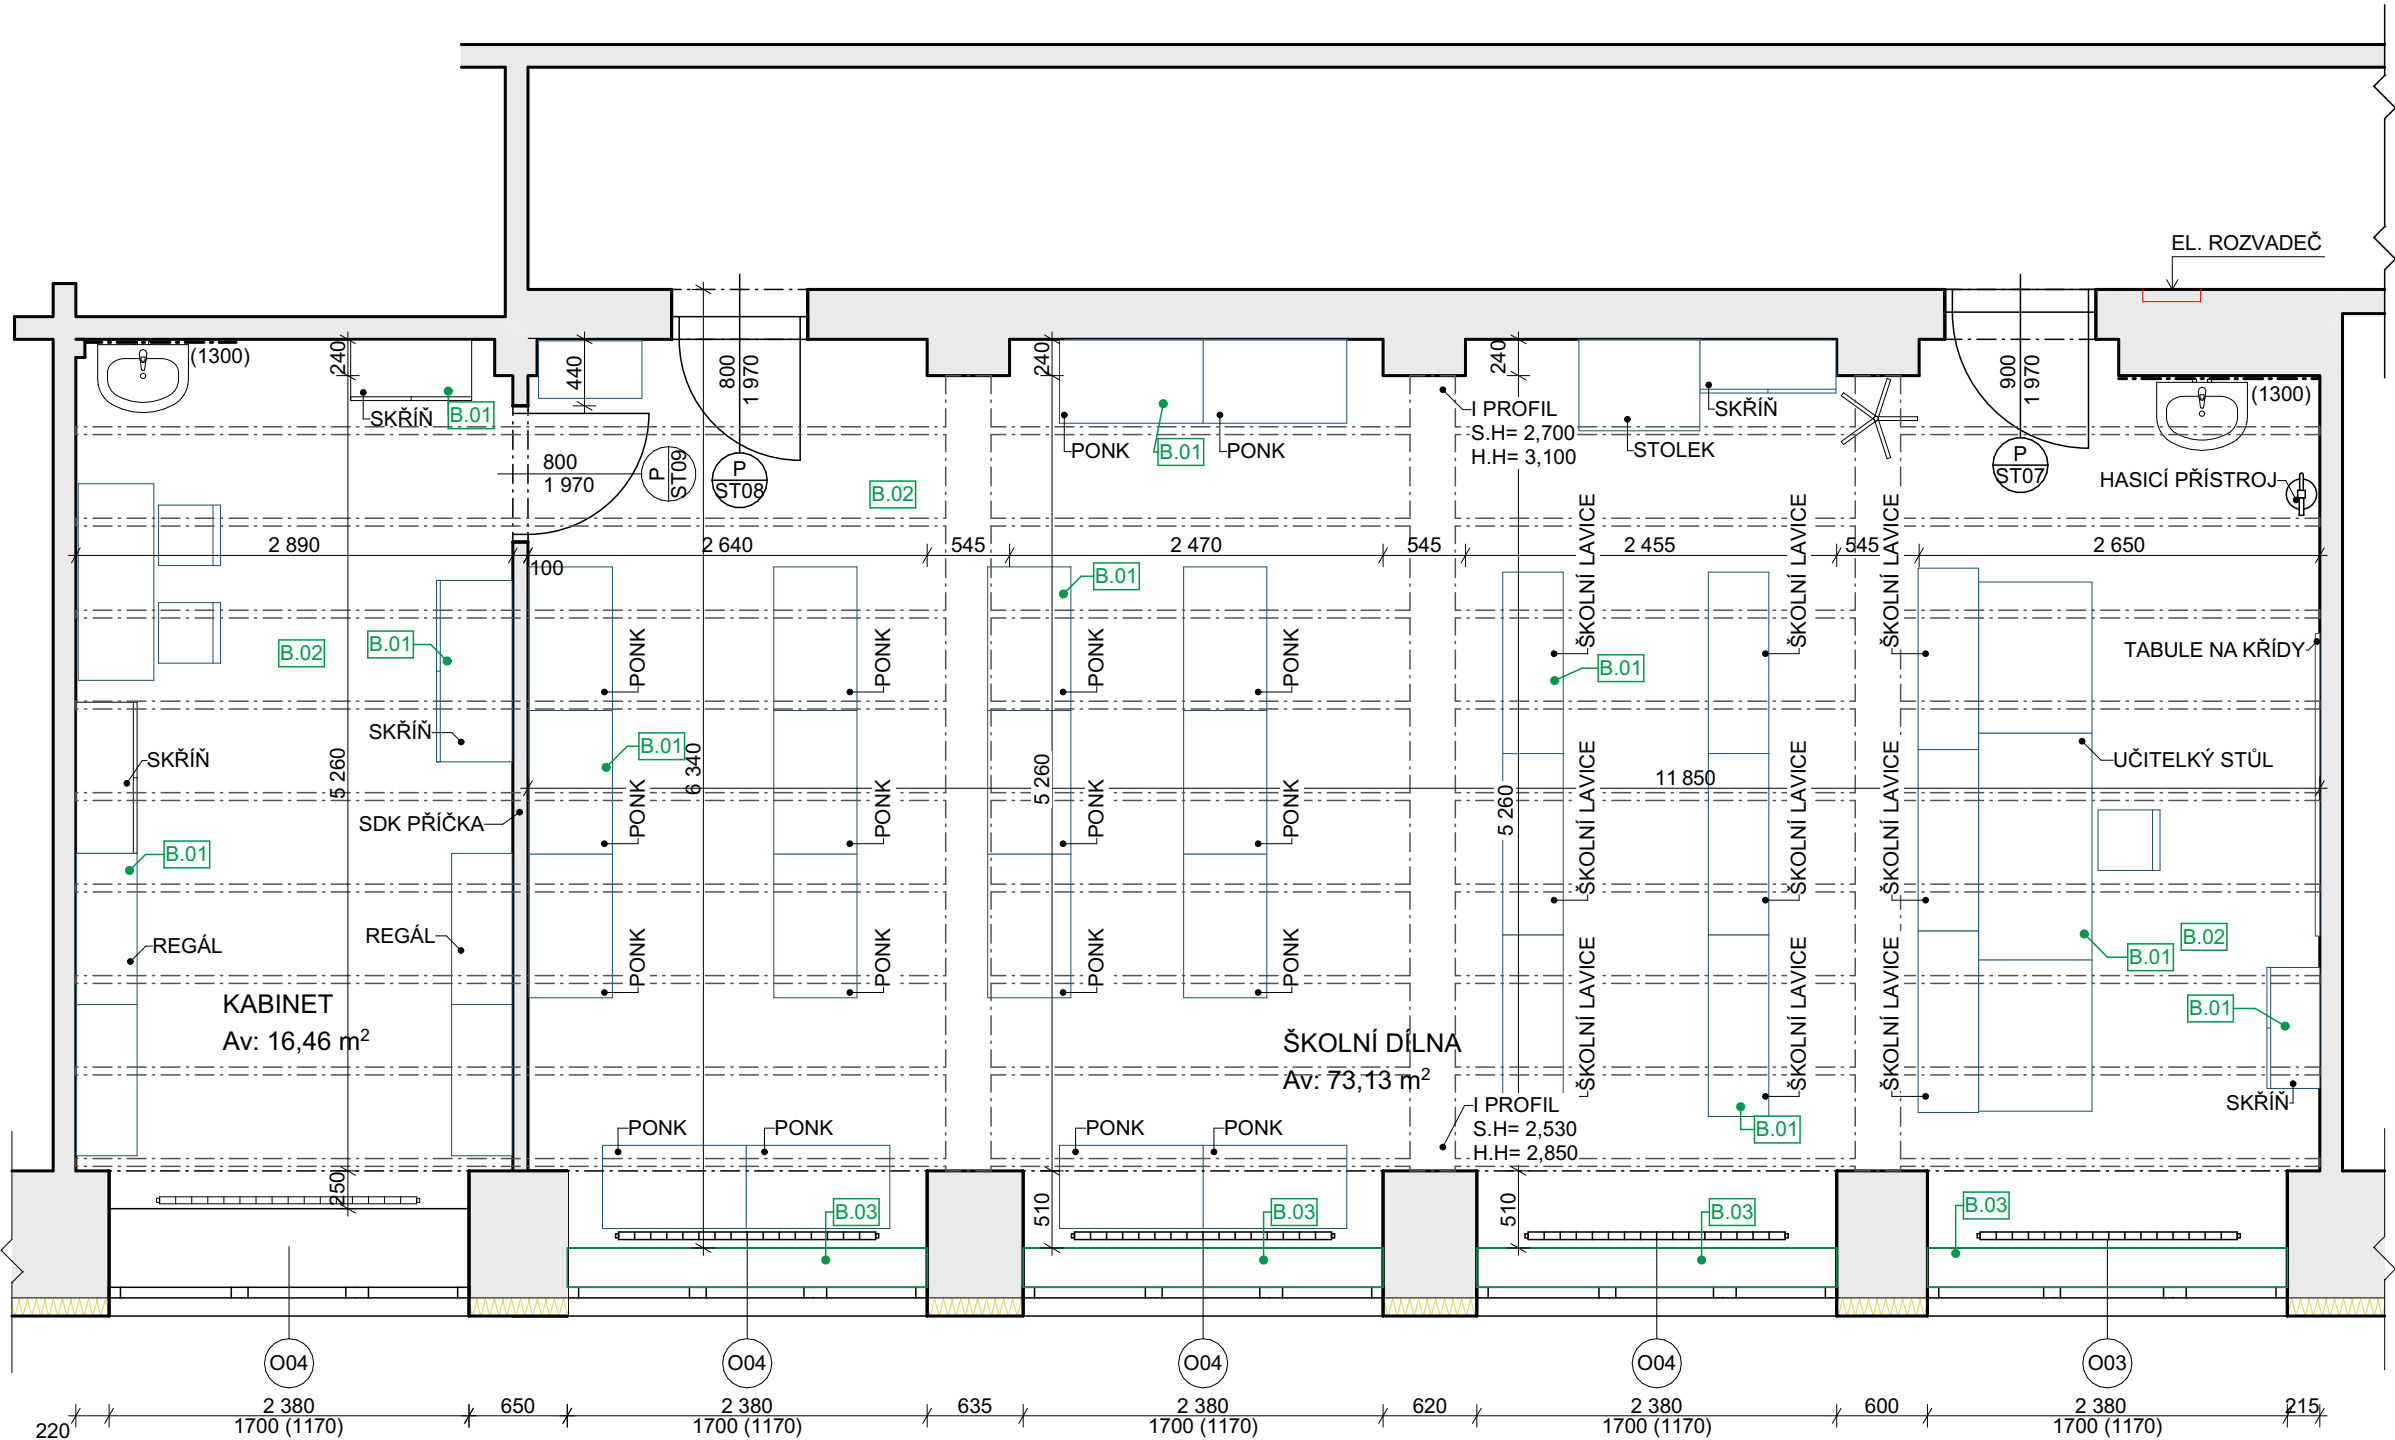 EL. ROZVADEČ
(1300)
240
SKŘÍŇ
B.01
440
800
1 970
240
PONK
B.01
PONK
240
I PROFIL
S.H= 2,700
H.H= 3,100
SKŘÍŇ
STOLEK
900
1 970
(1300)
800
1 970
P
ST09
P
ST08
B.02
P
ST07
HASICÍ PŘÍSTROJ
2 890
100
2 640
545
2 470
545
2 455
545
2 650
B.01
ŠKOLNÍ LAVICE
ŠKOLNÍ LAVICE
ŠKOLNÍ LAVICE
B.02
B.01
PONK
PONK
PONK
PONK
B.01
TABULE NA KŘÍDY
SKŘÍŇ
SKŘÍŇ
B.01
UČITELKÝ STŮL
5 260
6 340
5 260
5 260
11 850
SDK PŘÍČKA
PONK
PONK
PONK
PONK
ŠKOLNÍ LAVICE
ŠKOLNÍ LAVICE
ŠKOLNÍ LAVICE
B.01
REGÁL
REGÁL
PONK
PONK
PONK
PONK
ŠKOLNÍ LAVICE
ŠKOLNÍ LAVICE
ŠKOLNÍ LAVICE
B.02
B.01
B.01
KABINET
Av: 16,46 m²
ŠKOLNÍ DÍLNA
Av: 73,13 m²
SKŘÍŇ
I PROFIL
S.H= 2,530
H.H= 2,850
B.01
PONK
PONK
PONK
PONK
250
510
510
B.03
B.03
B.03
B.03
O04
O04
O04
O04
O03
220
2 380
1700 (1170)
650
2 380
1700 (1170)
635
2 380
1700 (1170)
620
2 380
1700 (1170)
600
2 380
1700 (1170)
215